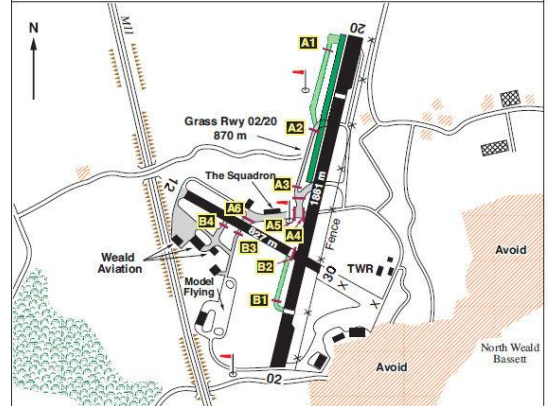 M11
N
20
A1
Grass Rwy 02/20
870 m
A2
The Squadron
A3
1881 m
12
A6
B4
A5
827 m
A4
Fence
B3
B2
30
TWR
Weald
Aviation
Model
Flying
B1
02
Avoid
Avoid
North Weald
Bassett